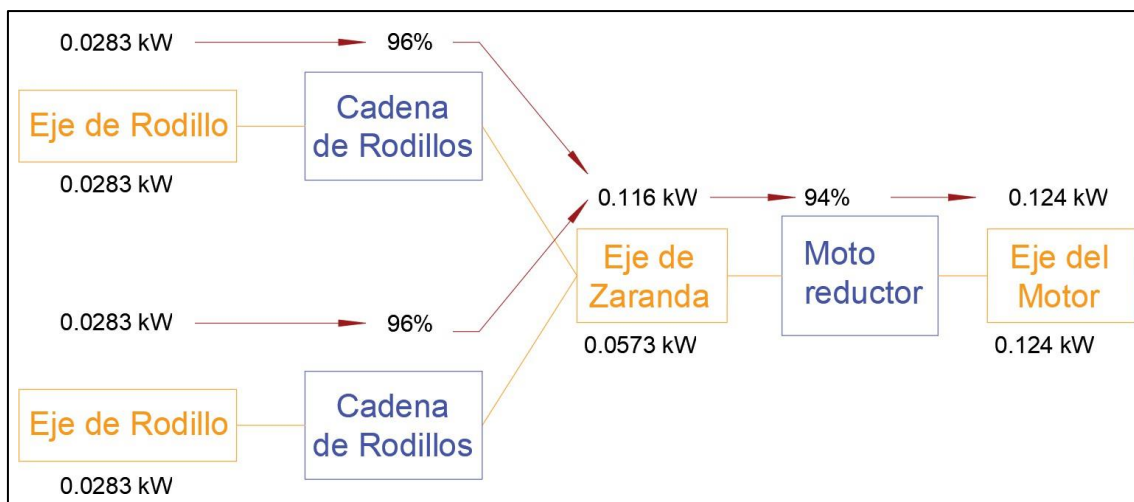 0.0283 kW
96%
Eje de Rodillo
Cadena
de Rodillos
0.0283 kW
0.116 kW
94%
0.124 kW
Eje de
Zaranda
Moto
reductor
Eje del
Motor
0.0573 kW
0.124 kW
0.0283 kW
96%
Eje de Rodillo
Cadena
de Rodillos
0.0283 kW